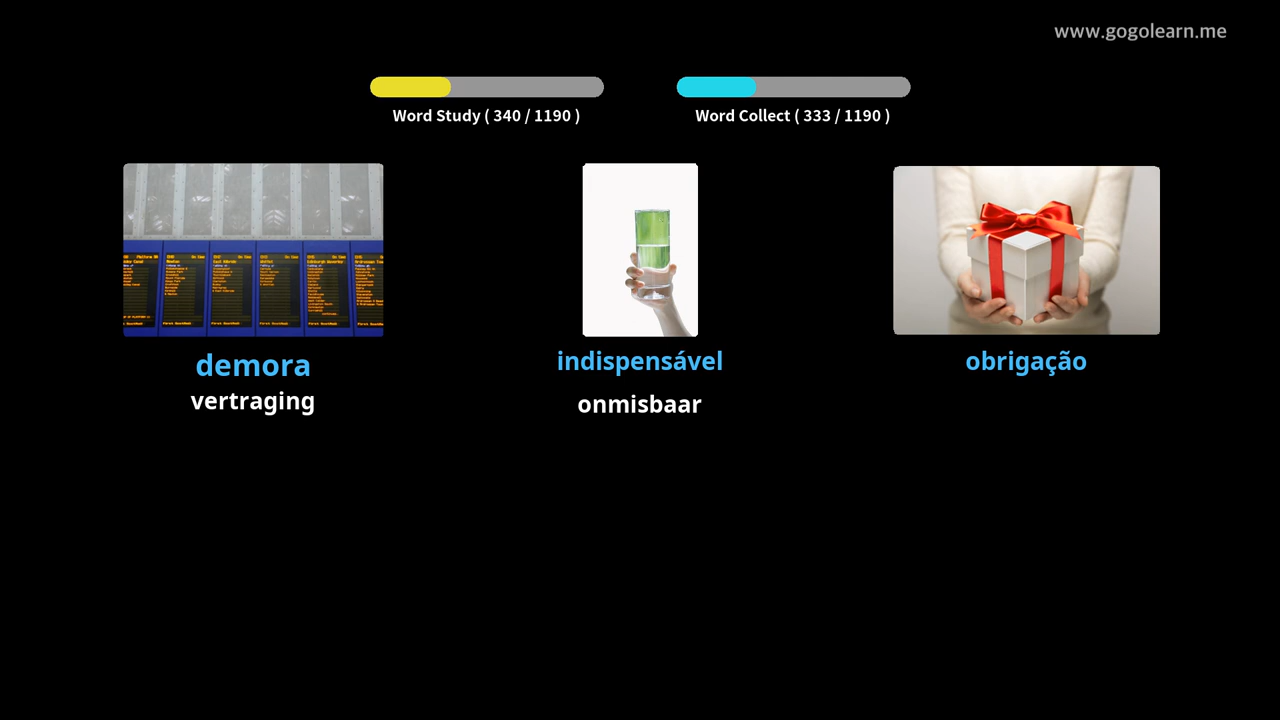 www.gogolearn.me
Word Study ( 340 / 1190 )
Word Collect ( 333 / 1190 )
demora
vertraging
indispensável
onmisbaar
obrigação